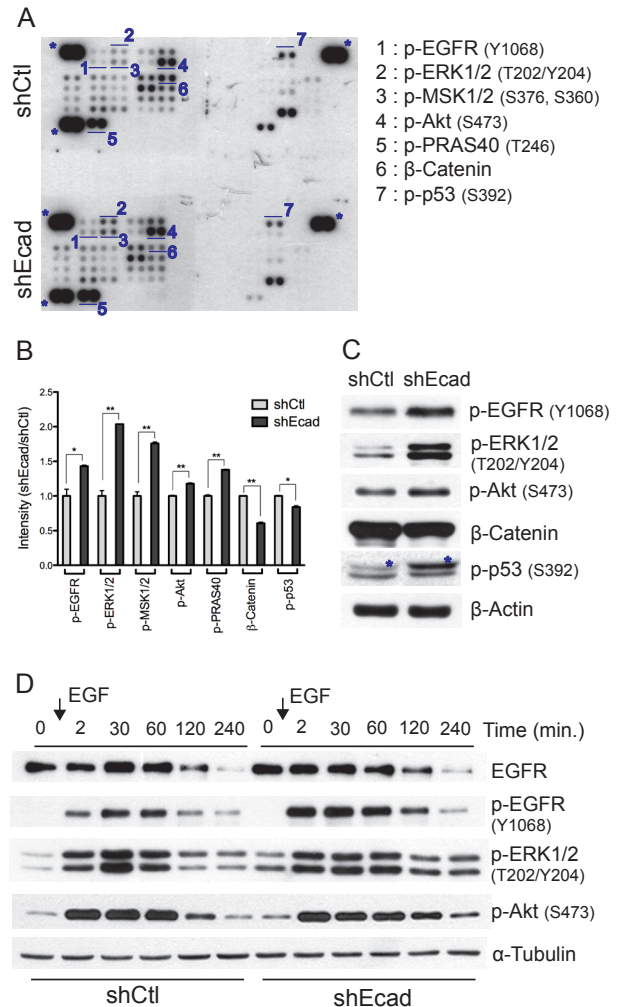 A
2
7
*
*
1
3
4
6
*
5
shCtl
1 : p-EGFR (Y1068)
2 : p-ERK1/2 (T202/Y204)
3 : p-MSK1/2 (S376, S360)
4 : p-Akt (S473)
5 : p-PRAS40 (T246)
6 : β-Catenin
7 : p-p53 (S392)
2
7
*
*
1
3
4
6
*
5
shEcad
B
Intensity (shEcad/shCtl)
2.5
2.0
1.5
1.0
0.5
0.0
shCtl
shEcad
*
**
**
**
**
**
*
p-EGFR
p-ERK1/2
p-MSK1/2
p-Akt
p-PRAS40
β-Catenin
p-p53
C
shCtl shEcad
p-EGFR (Y1068)
p-ERK1/2
(T202/Y204)
p-Akt (S473)
β-Catenin
* * p-p53 (S392)
β-Actin
D
EGF EGF
0 2 30 60 120 240 0 2 30 60 120 240 Time (min.)
EGFR
p-EGFR
(Y1068)
p-ERK1/2
(T202/Y204)
p-Akt (S473)
α-Tubulin
shCtl shEcad